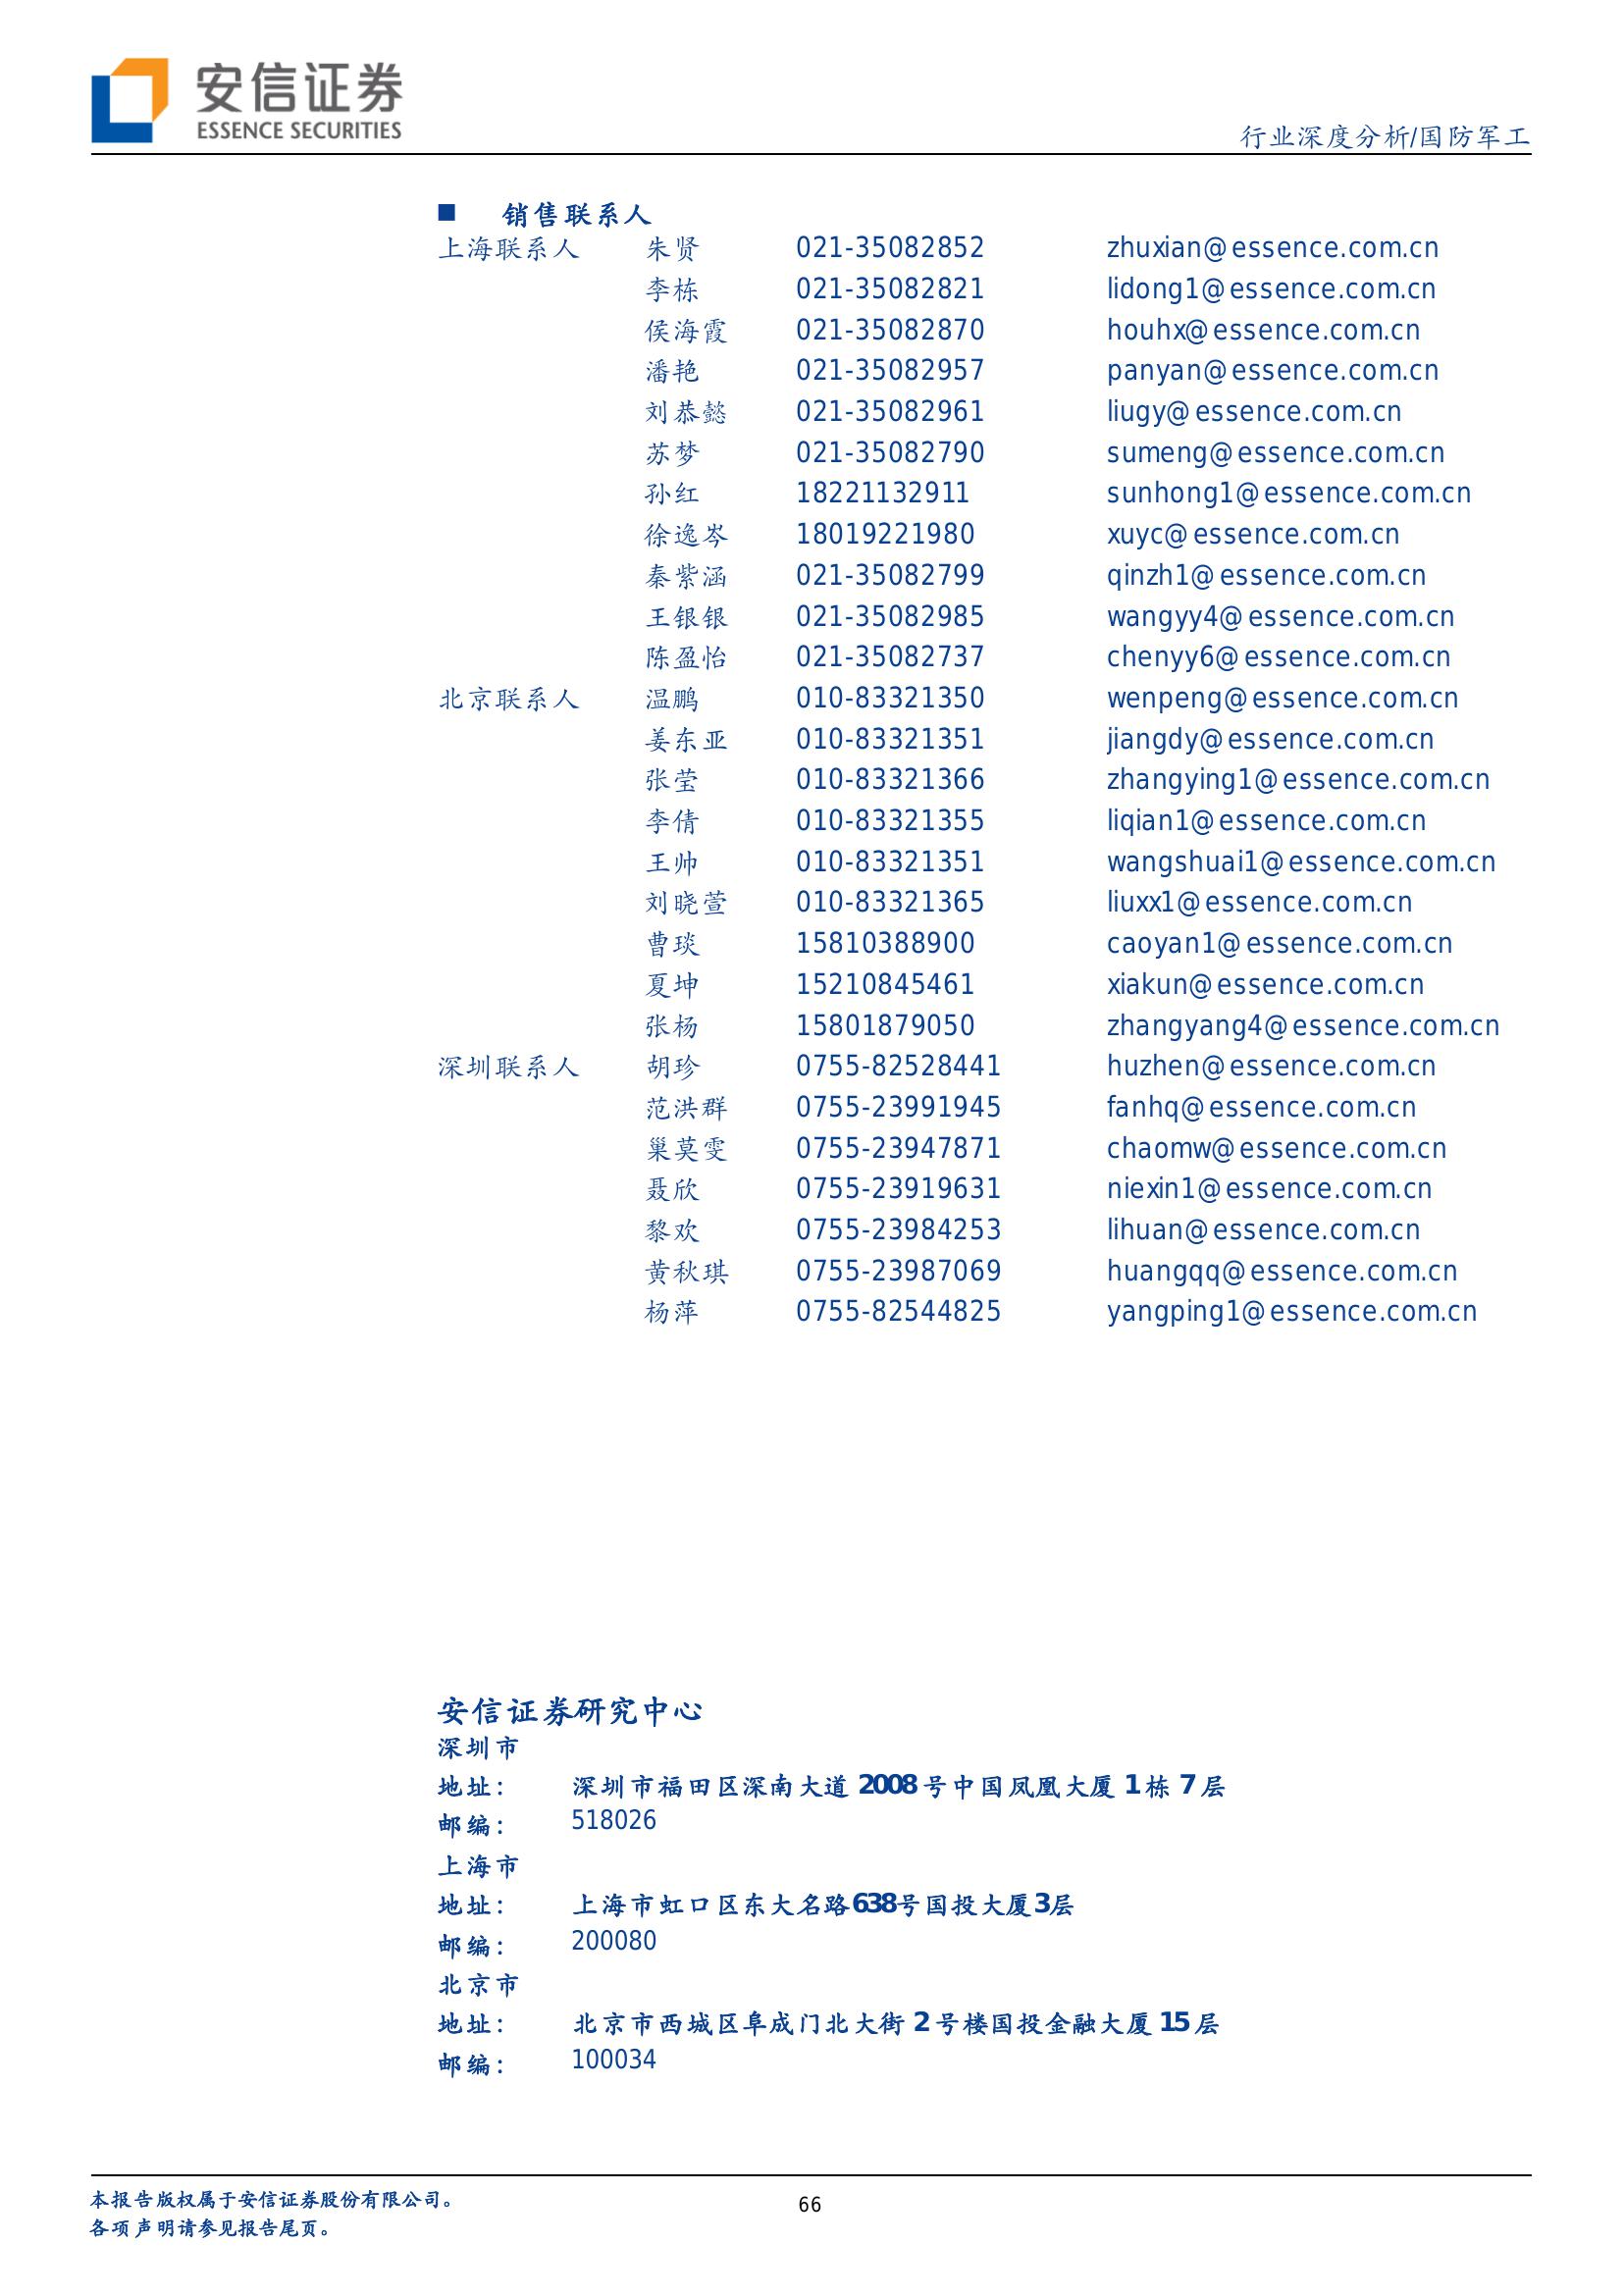 安信证券
ESSENCE SECURITIES
行业深度分析/国防军工
■ 销售联系人
上海联系人 朱贤 021-35082852 zhuxian@essence.com.cn
李栋 021-35082821 lidong1@essence.com.cn
侯海霞 021-35082870 houhx@essence.com.cn
潘艳 021-35082957 panyan@essence.com.cn
刘恭懿 021-35082961 liugy@essence.com.cn
苏梦 021-35082790 sumeng@essence.com.cn
孙红 18221132911 sunhong1@essence.com.cn
徐逸岑 18019221980 xuyc@essence.com.cn
秦紫涵 021-35082799 qinzh1@essence.com.cn
王银银 021-35082985 wangyy4@essence.com.cn
陈盈怡 021-35082737 chenyy6@essence.com.cn
北京联系人 温鹏 010-83321350 wenpeng@essence.com.cn
姜东亚 010-83321351 jiangdy@essence.com.cn
张莹 010-83321366 zhangying1@essence.com.cn
李倩 010-83321355 liqian1@essence.com.cn
王帅 010-83321351 wangshuai1@essence.com.cn
刘晓萱 010-83321365 liuxx1@essence.com.cn
曹琰 15810388900 caoyan1@essence.com.cn
夏坤 15210845461 xiakun@essence.com.cn
张杨 15801879050 zhangyang4@essence.com.cn
深圳联系人 胡珍 0755-82528441 huzhen@essence.com.cn
范洪群 0755-23991945 fanhq@essence.com.cn
巢莫雯 0755-23947871 chaomw@essence.com.cn
聂欣 0755-23919631 niexin1@essence.com.cn
黎欢 0755-23984253 lihuan@essence.com.cn
黄秋琪 0755-23987069 huangqq@essence.com.cn
杨萍 0755-82544825 yangping1@essence.com.cn
安信证券研究中心
深圳市
地址： 深圳市福田区深南大道 2008 号中国凤凰大厦 1 栋 7 层
邮编： 518026
上海市
地址： 上海市虹口区东大名路638号国投大厦3层
邮编： 200080
北京市
地址： 北京市西城区阜成门北大街 2 号楼国投金融大厦 15 层
邮编： 100034
本报告版权属于安信证券股份有限公司。
各项声明请参见报告尾页。
66